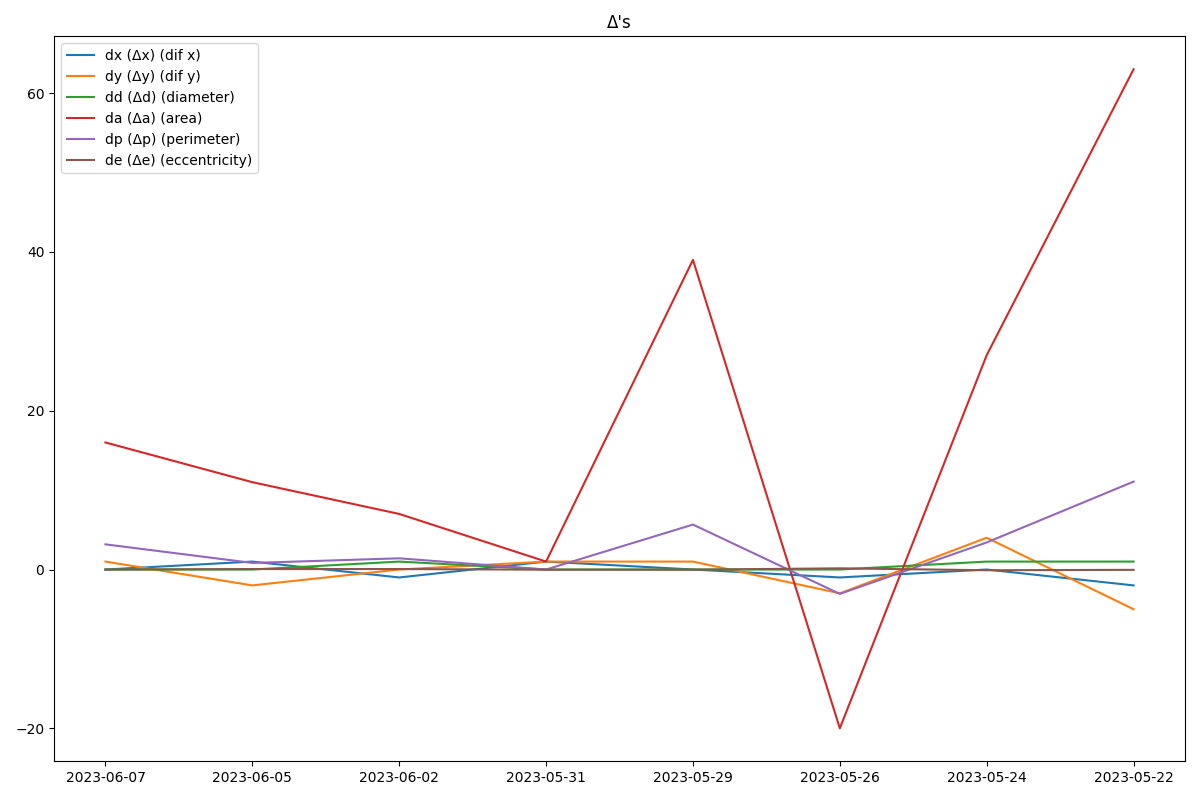 Δ's
dx (Δx) (dif x)
dy (Δy) (dif y)
dd (Δd) (diameter)
da (Δa) (area)
dp (Δp) (perimeter)
de (Δe) (eccentricity)
60
40
20
0
−20
2023-06-07 2023-06-05 2023-06-02 2023-05-31 2023-05-29 2023-05-26 2023-05-24 2023-05-22